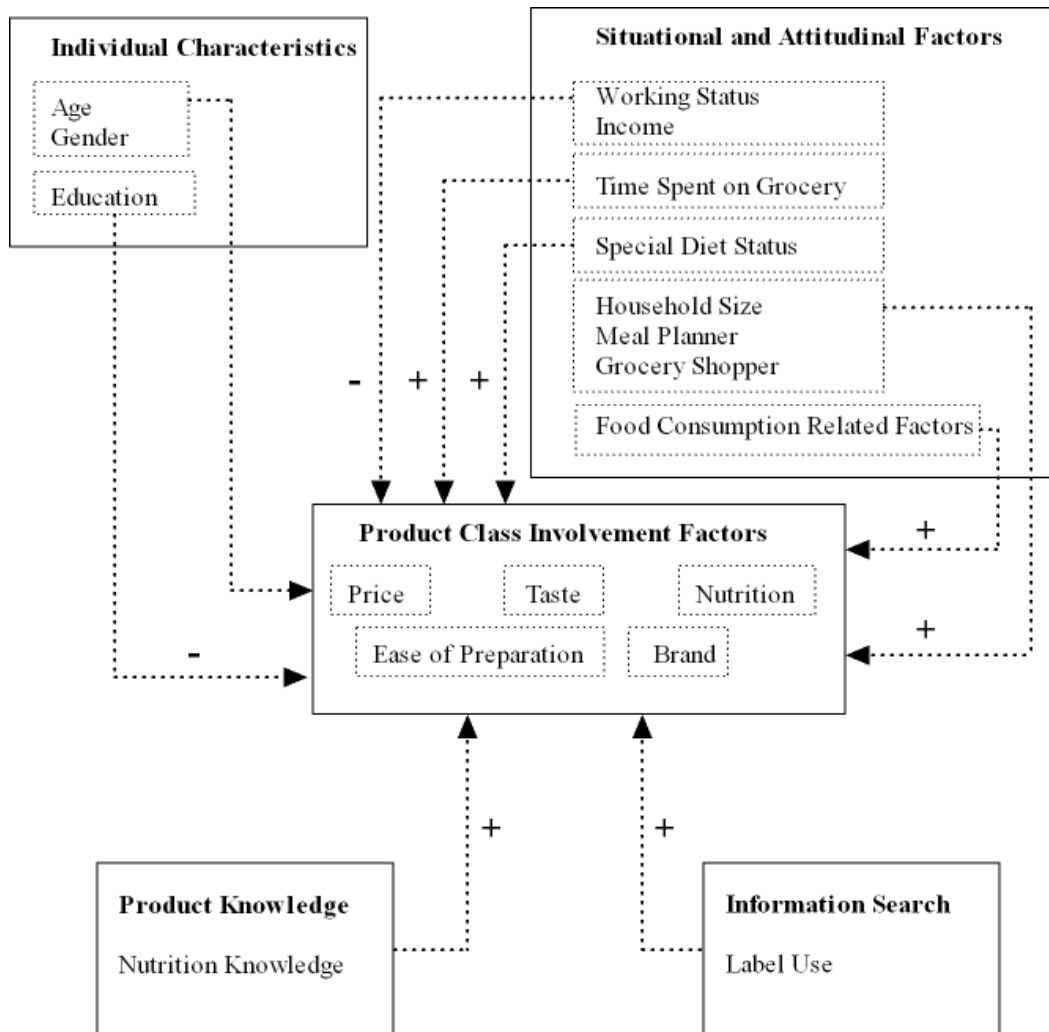 Individual Characteristics
Age
Gender
Education
Situational and Attitudinal Factors
Working Status
Income
Time Spent on Grocery
Special Diet Status
Household Size
Meal Planner
Grocery Shopper
Food Consumption Related Factors
- + +
+
+
-
Product Class Involvement Factors
Price Taste Nutrition
Ease of Preparation Brand
+ +
Product Knowledge
Nutrition Knowledge
Information Search
Label Use